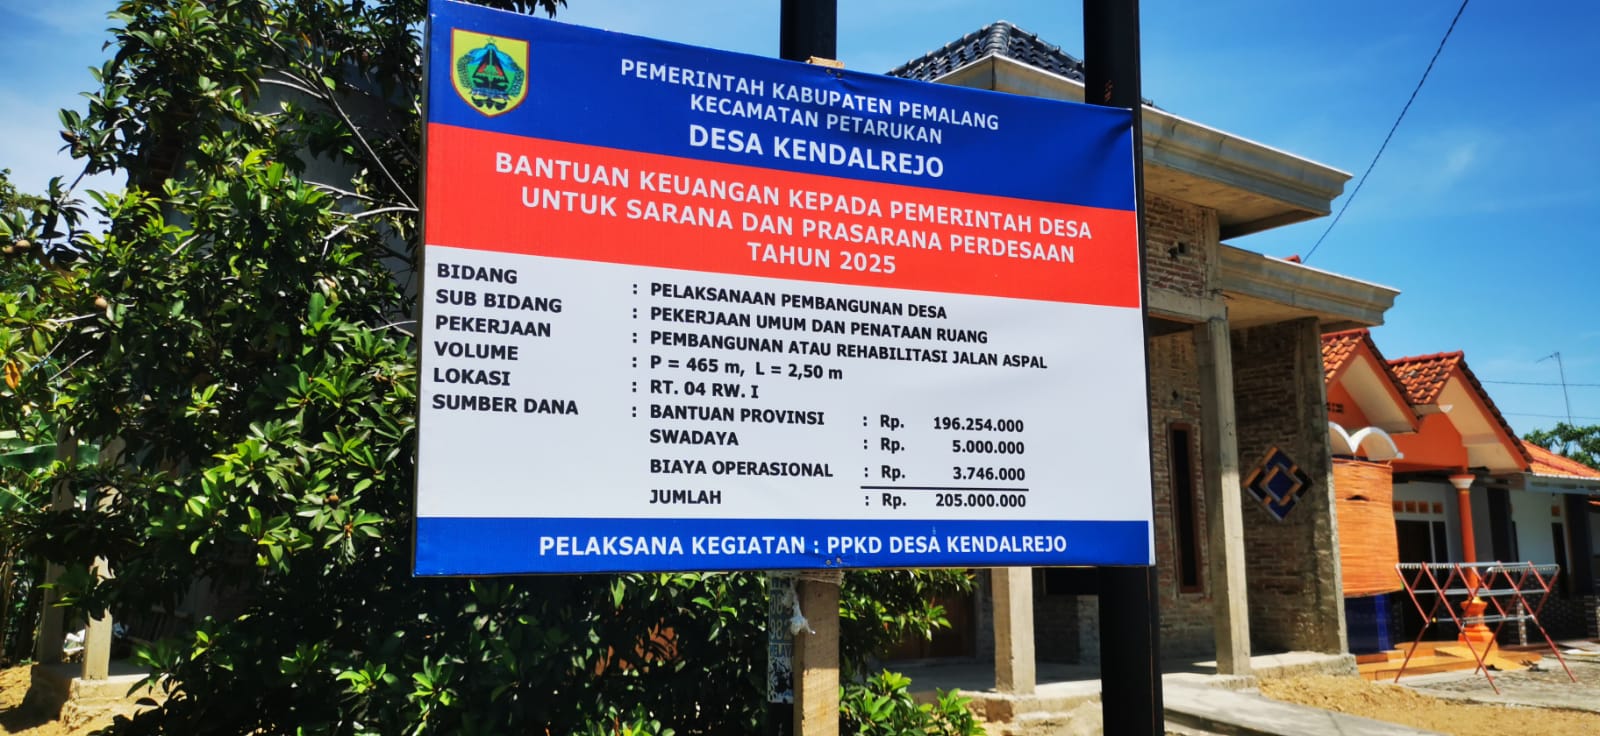 PEMERINTAH KABUPATEN PEMALANG
KECAMATAN PETARUKAN
DESA KENDALREJO
BANTUAN KEUANGAN KEPADA PEMERINTAH DESA
UNTUK SARANA DAN PRASARANA PERDESAAN
TAHUN 2025
BIDANG : PELAKSANAAN PEMBANGUNAN DESA
SUB BIDANG : PEKERJAAN UMUM DAN PENATAAN RUANG
PEKERJAAN : PEMBANGUNAN ATAU REHABILITASI JALAN ASPAL
VOLUME : P = 465 m, L = 2,50 m
LOKASI : RT. 04 RW. I
SUMBER DANA : BANTUAN PROVINSI : Rp. 196.254.000
SWADAYA : Rp. 5.000.000
BIAYA OPERASIONAL : Rp. 3.746.000
JUMLAH : Rp. 205.000.000
PELAKSANA KEGIATAN : PPKD DESA KENDALREJO